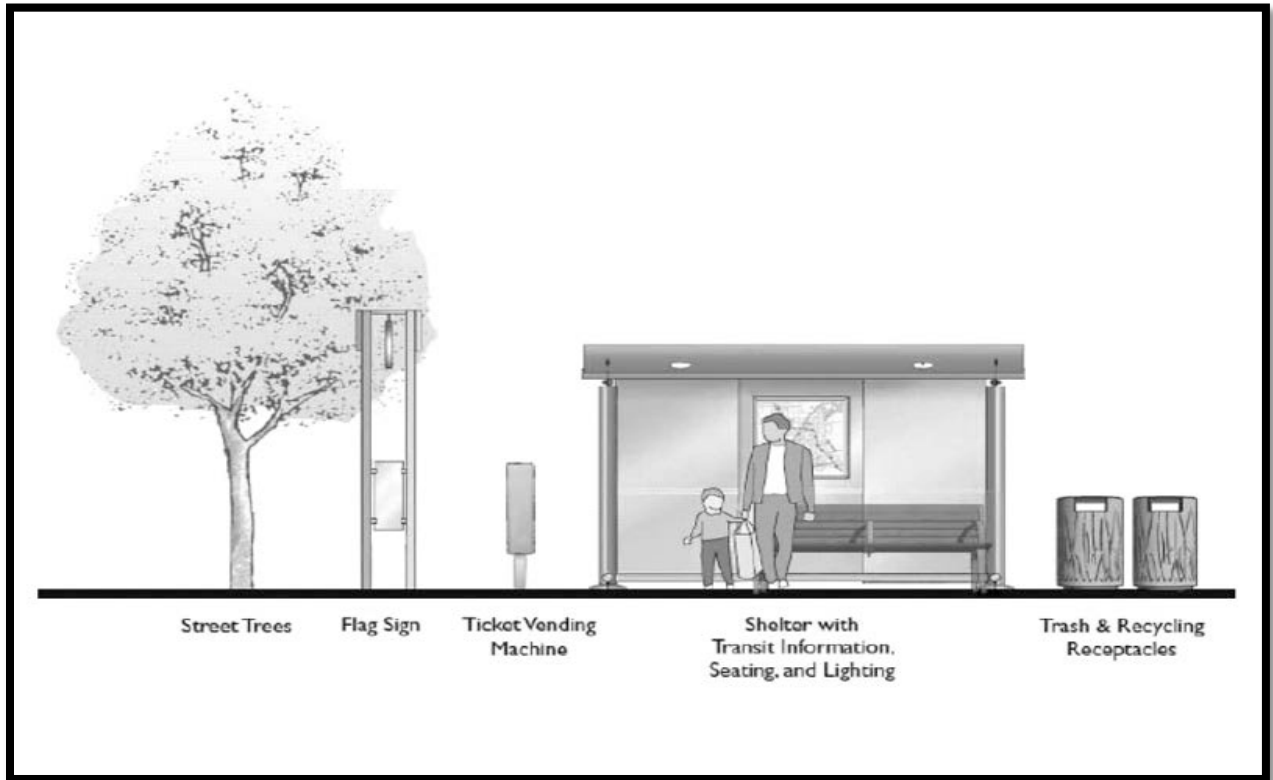 Street Trees
Flag Sign
Ticket Vending
Machine
Shelter with
Transit Information,
Seating, and Lighting
Trash & Recycling
Receptacles